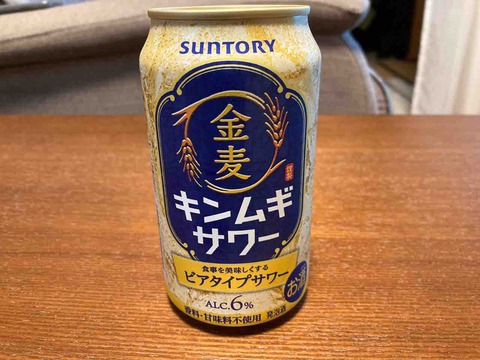 SUNTORY
金麦
キンムギ
サワー
食事を美味しくする
ビアタイプサワー
ALC.6%
お酒
香料・甘味料不使用 発泡酒